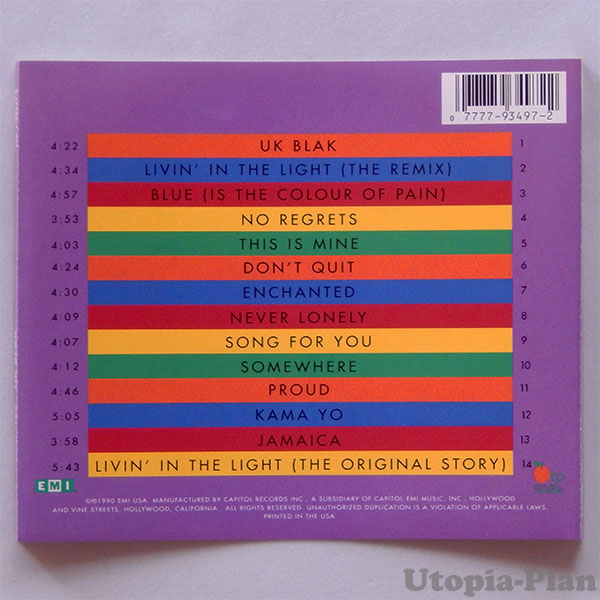 0 7777-93497-2
4:22 UK BLAK 1
4:34 LIVIN' IN THE LIGHT (THE REMIX) 2
4:57 BLUE (IS THE COLOUR OF PAIN) 3
3:53 NO REGRETS 4
4:03 THIS IS MINE 5
4:24 DON'T QUIT 6
4:30 ENCHANTED 7
4:09 NEVER LONELY 8
4:07 SONG FOR YOU 9
4:12 SOMEWHERE 10
4:46 PROUD 11
5:05 KAMA YO 12
3:58 JAMAICA 13
5:43 LIVIN' IN THE LIGHT (THE ORIGINAL STORY) 14
EMI
©℗1990 EMI USA. MANUFACTURED BY CAPITOL RECORDS INC., A SUBSIDIARY OF CAPITOL EMI MUSIC, INC., HOLLYWOOD
AND VINE STREETS, HOLLYWOOD, CALIFORNIA. ALL RIGHTS RESERVED. UNAUTHORIZED DUPLICATION IS A VIOLATION OF APPLICABLE LAWS.
PRINTED IN THE USA
Utopia-Plan